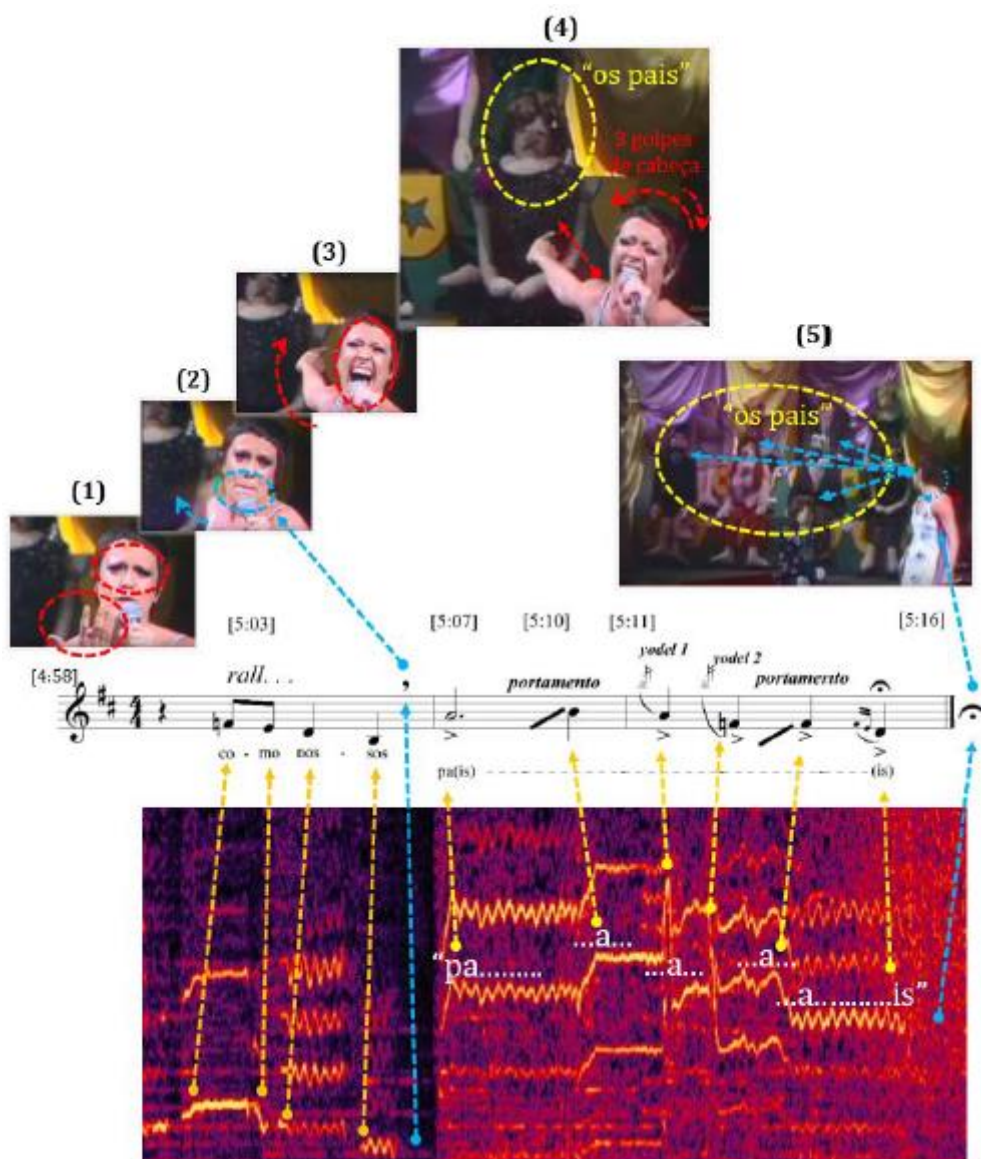 (4)
"os pais"
3 golpes
de cabeça
(3)
(5)
(2)
"os pais"
(1)
[4:58]
[5:03]
[5:07]
[5:10]
[5:11]
[5:16]
rall. . .
portamento
yodel 1
yodel 2
portamento
co - mo nos - sos
pa(is) (is)
"pa.........
...a...
...a...
...a...
...a...........is"